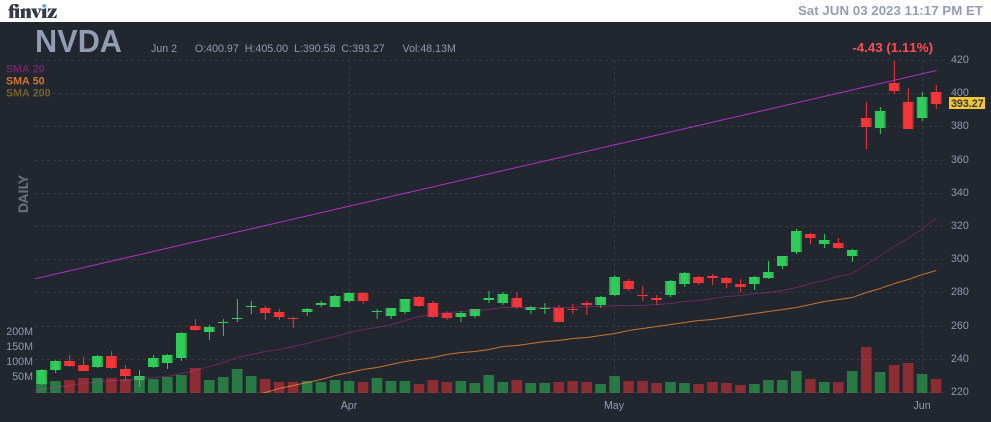 finviz
Sat JUN 03 2023 11:17 PM ET
NVDA
Jun 2 O:400.97 H:405.00 L:390.58 C:393.27 Vol:48.13M
-4.43 (1.11%)
SMA 20
SMA 50
SMA 200
DAILY
420
400
393.27
380
360
340
320
300
280
260
240
220
200M
150M
100M
50M
Apr May Jun